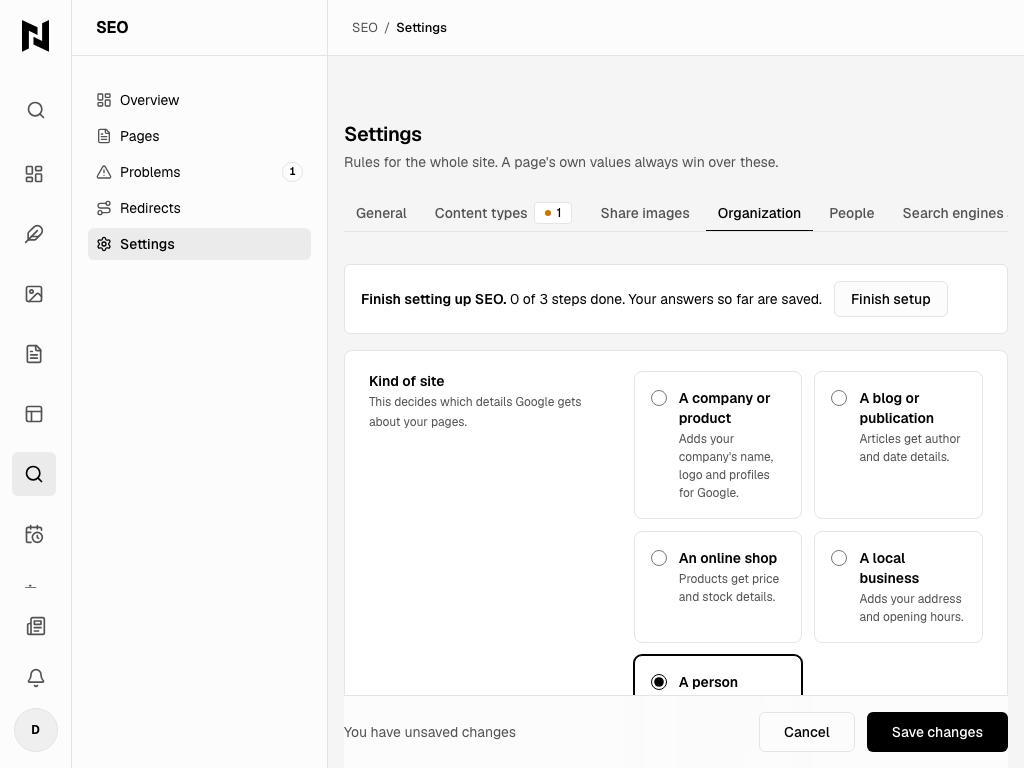 SEO
SEO / Settings
Overview
Pages
Problems 1
Redirects
Settings
Settings
Rules for the whole site. A page's own values always win over these.
General Content types 1 Share images Organization People Search engines
Finish setting up SEO. 0 of 3 steps done. Your answers so far are saved. Finish setup
Kind of site
This decides which details Google gets
about your pages.
A company or
product
Adds your
company's name,
logo and profiles
for Google.
A blog or
publication
Articles get author
and date details.
An online shop
Products get price
and stock details.
A local
business
Adds your address
and opening hours.
A person
You have unsaved changes
Cancel
Save changes
D